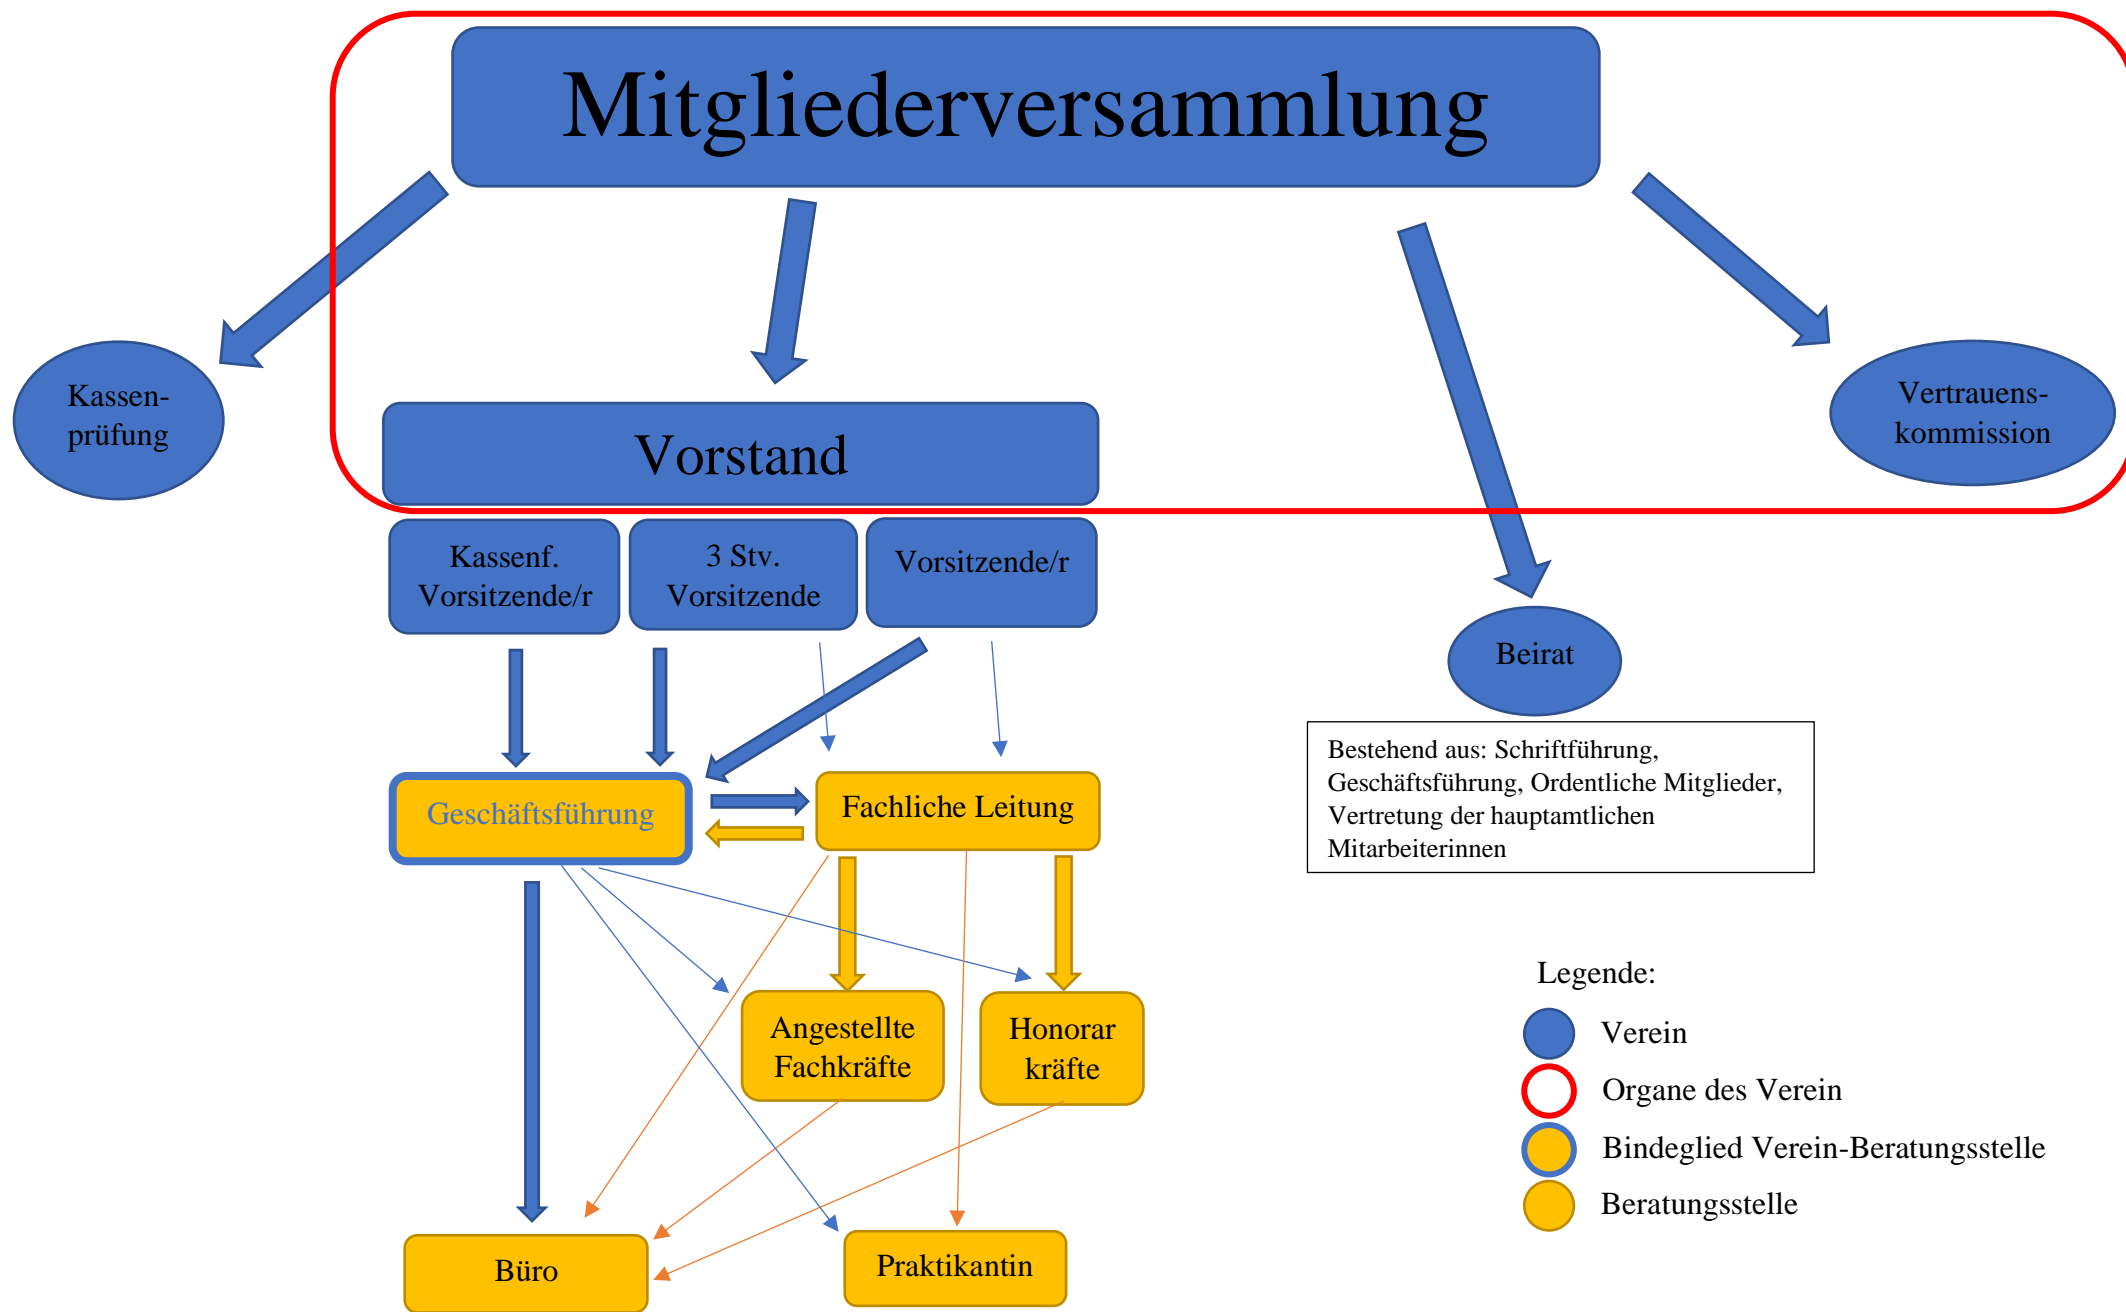 Mitgliederversammlung
Kassen-
prüfung
Vertrauens-
kommission
Vorstand
Kassenf.
Vorsitzende/r
3 Stv.
Vorsitzende
Vorsitzende/r
Beirat
Bestehend aus: Schriftführung,
Geschäftsführung, Ordentliche Mitglieder,
Vertretung der hauptamtlichen
Mitarbeiterinnen
Geschäftsführung
Fachliche Leitung
Angestellte
Fachkräfte
Honorar
kräfte
Büro
Praktikantin
Legende:
Verein
Organe des Verein
Bindeglied Verein-Beratungsstelle
Beratungsstelle